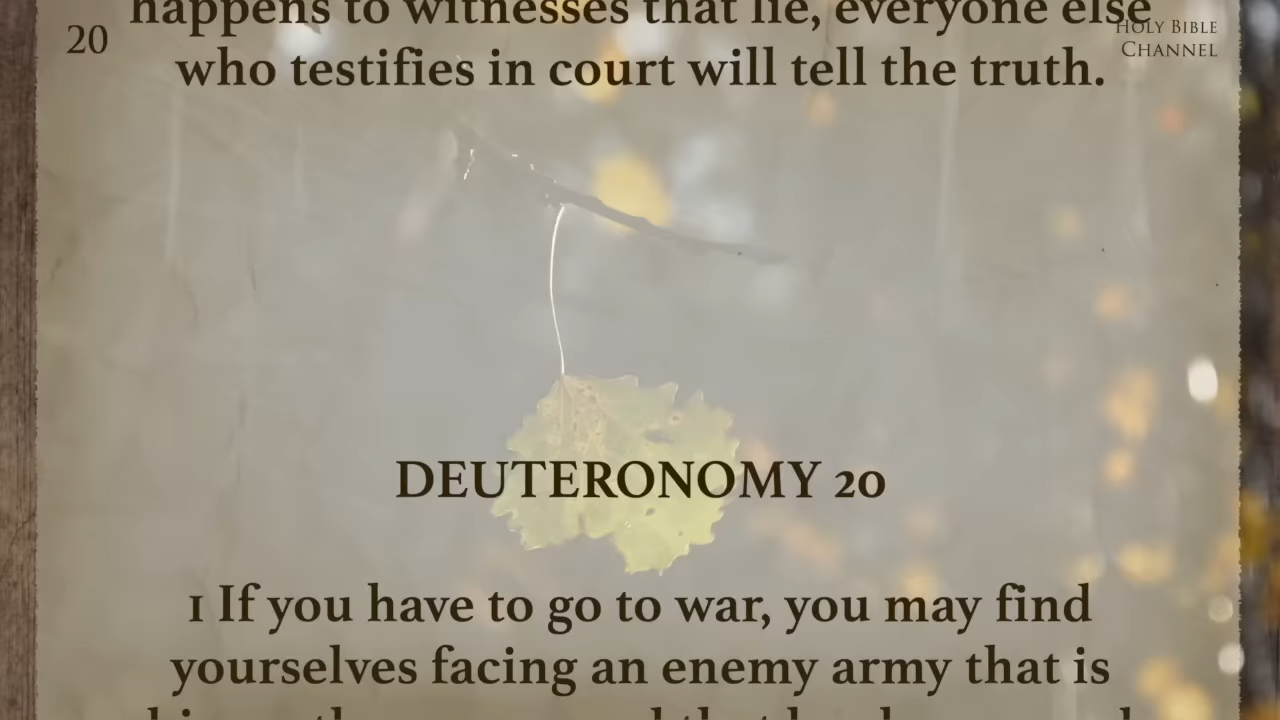 happens to witnesses that lie, everyone else
20
who testifies in court will tell the truth.
HOLY BIBLE
CHANNEL
DEUTERONOMY 20
1 If you have to go to war, you may find
yourselves facing an enemy army that is